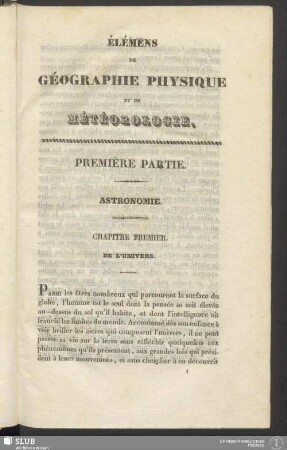 ÉLÉMENS
DE
GÉOGRAPHIE PHYSIQUE
ET DE
MÉTÉOROLOGIE.
PREMIÈRE PARTIE.
ASTRONOMIE.
CHAPITRE PREMIER.
DE L'UNIVERS.
PARMI les êtres nombreux qui parcourent la surface du
globe, l'homme est le seul dont la pensée se soit élevée
au-dessus du sol qu'il habite, et dont l'intelligence ait
franchi les limites du monde. Accoutumé dès son enfance à
voir briller les astres qui composent l'univers, il ne peut
passer sa vie sur la terre sans réfléchir quelquefois aux
phénomènes qu'ils présentent, aux grandes lois qui prési-
dent à leurs mouvemens, et sans chercher à en découvrir
1
SLUB